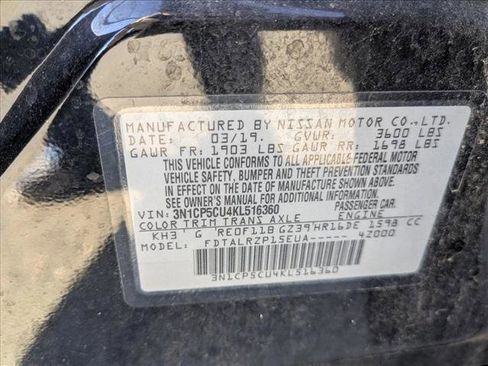 MANUFACTURED BY NISSAN MOTOR CO., LTD.
DATE: 03/19. GVWR: 3600 LBS
GAWR FR: 1903 LBS GAWR RR: 1698 LBS
THIS VEHICLE CONFORMS TO ALL APPLICABLE FEDERAL MOTOR
VEHICLE SAFETY, BUMPER AND THEFT PREVENTION STANDARDS
IN EFFECT ON THE DATE OF MANUFACTURE SHOWN ABOVE.
SEE OWNER'S MANUAL FOR ADDITIONAL INFORMATION
VIN: 3N1CP5CU4KL516360 PASSENGER CAR
COLOR TRIM TRANS AXLE ENGINE
KH3 G RE0F11B GZ39 HR16DE 1598 CC
MODEL: FDTALRZP15EUA----- 42000
3N1CP5CU4KL516360